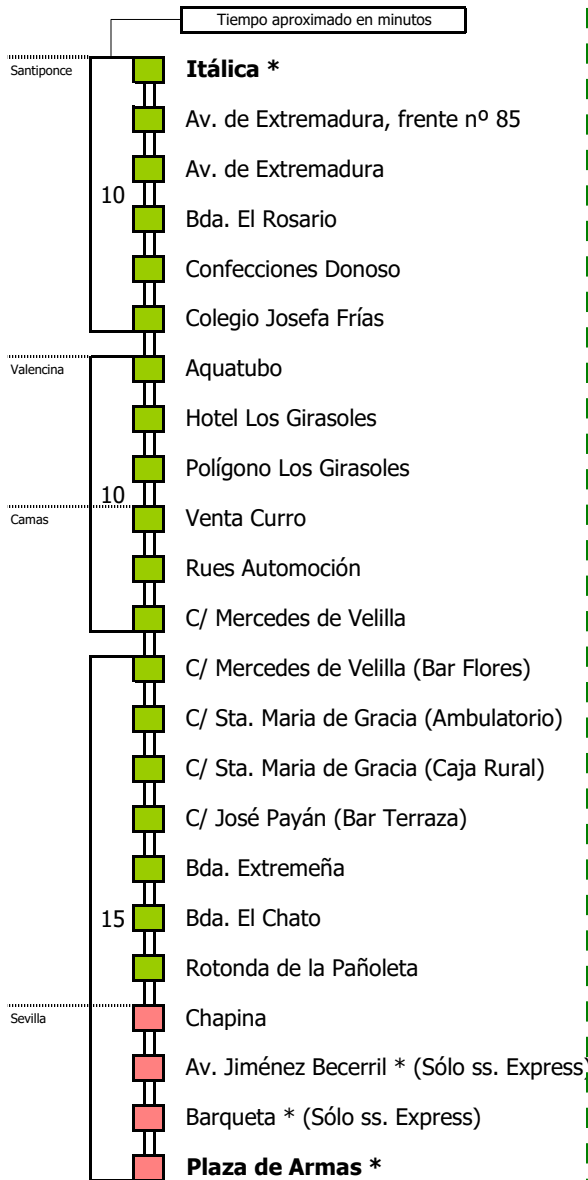 Tiempo aproximado en minutos
Santiponce
Itálica *
Av. de Extremadura, frente nº 85
Av. de Extremadura
10
Bda. El Rosario
Confecciones Donoso
Colegio Josefa Frías
Valencina
Aquatubo
Hotel Los Girasoles
Polígono Los Girasoles
10
Camas
Venta Curro
Rues Automoción
C/ Mercedes de Velilla
C/ Mercedes de Velilla (Bar Flores)
C/ Sta. Maria de Gracia (Ambulatorio)
C/ Sta. Maria de Gracia (Caja Rural)
C/ José Payán (Bar Terraza)
Bda. Extremeña
15
Bda. El Chato
Rotonda de la Pañoleta
Sevilla
Chapina
Av. Jiménez Becerril * (Sólo ss. Express)
Barqueta * (Sólo ss. Express)
Plaza de Armas *